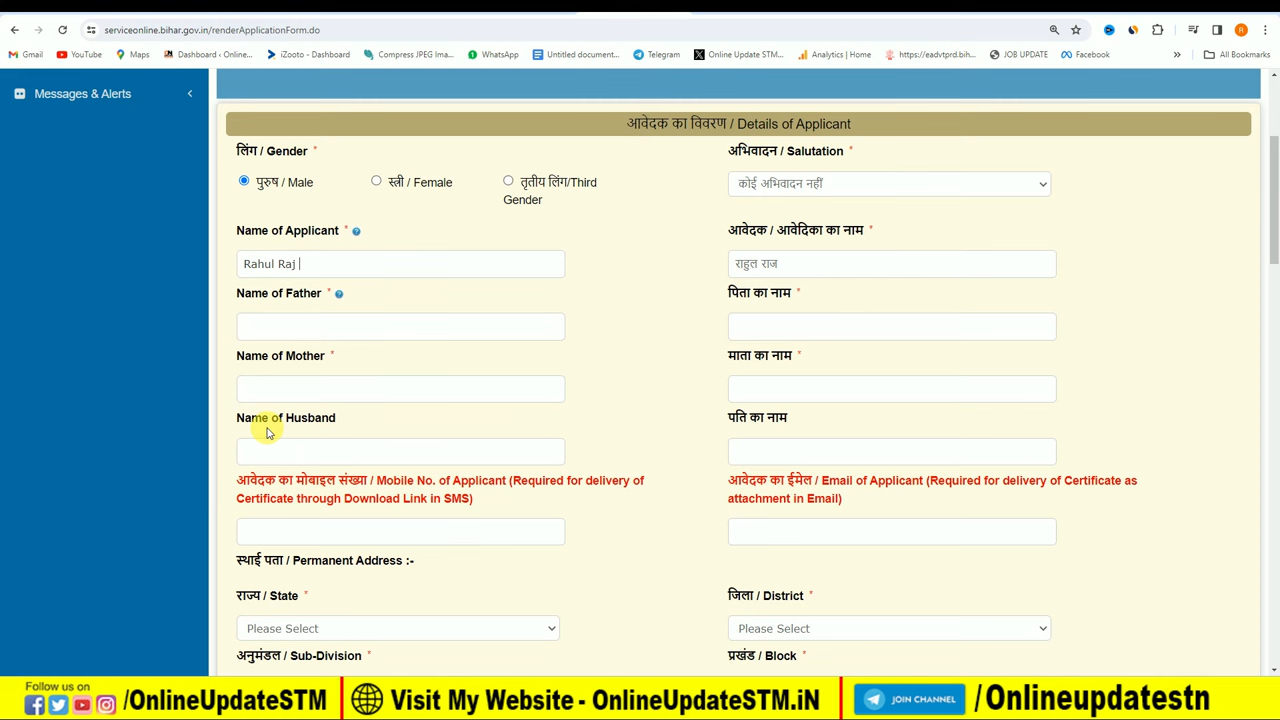 serviceonline.bihar.gov.in/renderApplicationForm.do
Gmail YouTube Maps Dashboard ‹ Online... iZooto - Dashboard Compress JPEG Ima... WhatsApp Untitled document... Telegram Online Update STM... Analytics | Home https://eadvtprd.bih... JOB UPDATE Facebook » All Bookmarks
Messages & Alerts
आवेदक का विवरण / Details of Applicant
लिंग / Gender *
अभिवादन / Salutation *
पुरुष / Male स्त्री / Female तृतीय लिंग/Third Gender
कोई अभिवादन नहीं
Name of Applicant *
आवेदक / आवेदिका का नाम *
Rahul Raj
राहुल राज
Name of Father *
पिता का नाम *
Name of Mother *
माता का नाम *
Name of Husband
पति का नाम
आवेदक का मोबाइल संख्या / Mobile No. of Applicant (Required for delivery of
Certificate through Download Link in SMS)
आवेदक का ईमेल / Email of Applicant (Required for delivery of Certificate as
attachment in Email)
स्थाई पता / Permanent Address :-
राज्य / State *
जिला / District *
Please Select
Please Select
अनुमंडल / Sub-Division *
प्रखंड / Block *
Follow us on
/OnlineUpdateSTM
Visit My Website - OnlineUpdateSTM.iN
JOIN CHANNEL
/Onlineupdatestn